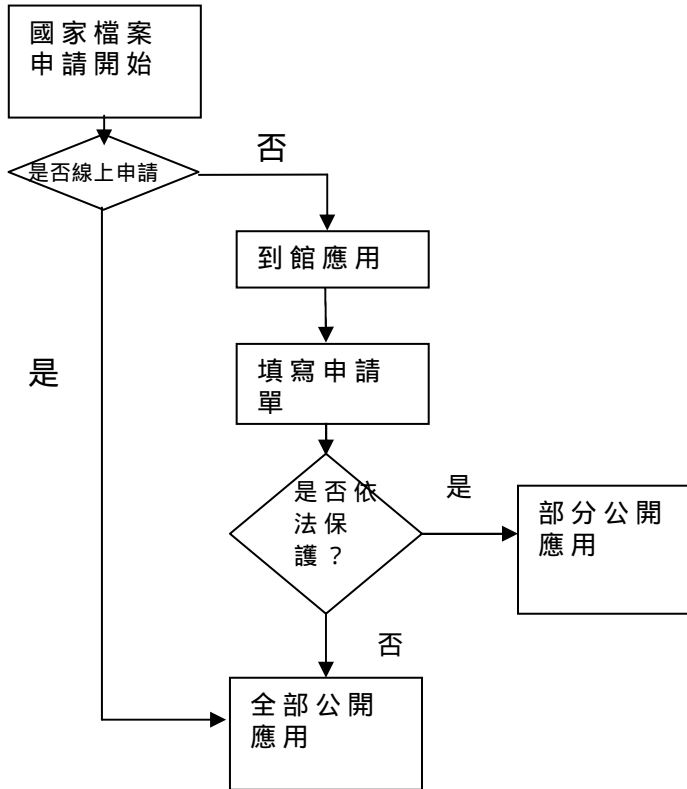 國家檔案
申請開始
是否線上申請
否
到館應用
是
填寫申請
單
是否依
法保
護？
是
部分公開
應用
否
全部公開
應用